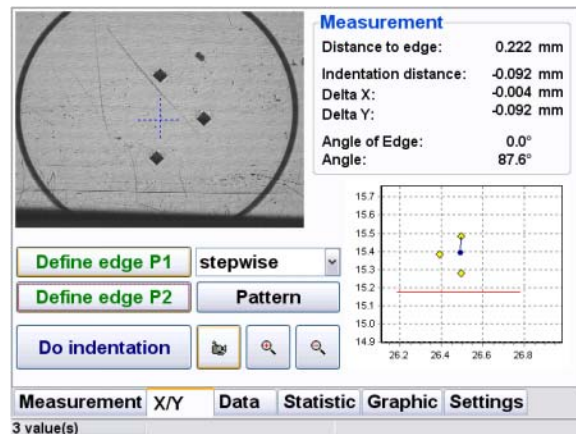 Measurement
Distance to edge: 0.222 mm
Indentation distance: -0.092 mm
Delta X: -0.004 mm
Delta Y: -0.092 mm
Angle of Edge: 0.0°
Angle: 87.6°
15.7
15.6
15.5
15.4
15.3
15.2
15.1
15.0
14.9
26.2 26.4 26.6 26.8
Define edge P1 stepwise
Define edge P2 Pattern
Do indentation
Measurement X/Y Data Statistic Graphic Settings
3 value(s)